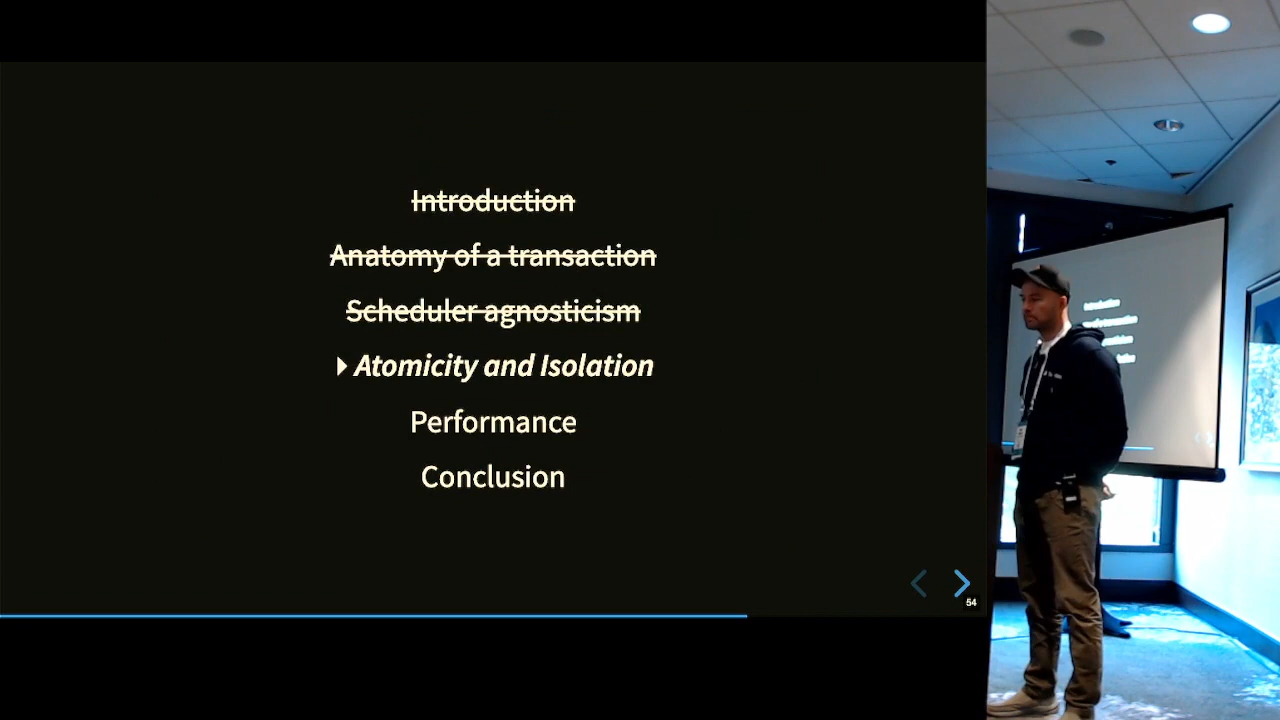 Introduction
Anatomy of a transaction
Scheduler agnosticism
Atomicity and Isolation
Performance
Conclusion
54